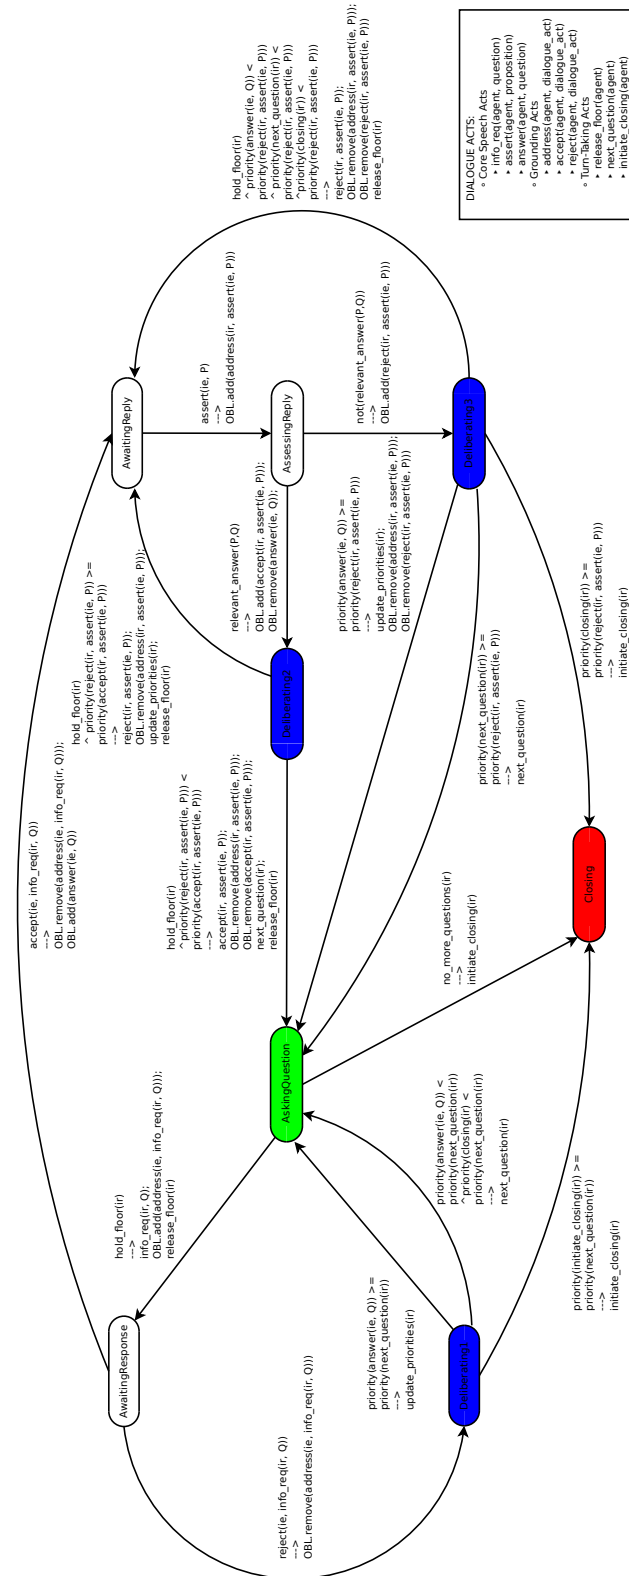 DIALOGUE ACTS:
∘ Core Speech Acts
‣ info_req(agent, question)
‣ assert(agent, proposition)
‣ answer(agent, question)
∘ Grounding Acts
‣ address(agent, dialogue_act)
‣ accept(agent, dialogue_act)
‣ reject(agent, dialogue_act)
∘ Turn-Taking Acts
‣ release_floor(agent)
‣ next_question(agent)
‣ initiate_closing(agent)
accept(ie, info_req(ir, Q))
--->
OBL.remove(address(ie, info_req(ir, Q)));
OBL.add(answer(ie, Q))
AwaitingResponse
hold_floor(ir)
--->
info_req(ir, Q);
OBL.add(address(ie, info_req(ir, Q)));
release_floor(ir)
hold_floor(ir)
^ priority(reject(ir, assert(ie, P)) >=
priority(accept(ir, assert(ie, P)))
--->
reject(ir, assert(ie, P));
OBL.remove(address(ir, assert(ie, P)));
update_priorities(ir);
release_floor(ir)
AwaitingReply
hold_floor(ir)
^ priority(answer(ie, Q)) <
priority(reject(ir, assert(ie, P)))
^ priority(next_question(ir)) <
priority(reject(ir, assert(ie, P)))
^priority(closing(ir)) <
priority(reject(ir, assert(ie, P)))
--->
reject(ir, assert(ie, P));
OBL.remove(address(ir, assert(ie, P)));
OBL.remove(reject(ir, assert(ie, P)))
release_floor(ir)
assert(ie, P)
--->
OBL.add(address(ir, assert(ie, P)))
hold_floor(ir)
^ priority(reject(ir, assert(ie, P))) <
priority(accept(ir, assert(ie, P)))
--->
accept(ir, assert(ie, P));
OBL.remove(address(ir, assert(ie, P)));
OBL.remove(accept(ir, assert(ie, P)));
next_question(ir);
release_floor(ir)
relevant_answer(P,Q)
--->
OBL.add(accept(ir, assert(ie, P)));
OBL.remove(answer(ie, Q));
AskingQuestion
Deliberating2
AssessingReply
reject(ie, info_req(ir, Q))
--->
OBL.remove(address(ie, info_req(ir, Q)))
priority(answer(ie, Q)) >=
priority(next_question(ir))
--->
update_priorities(ir)
priority(answer(ie, Q)) >=
priority(reject(ir, assert(ie, P)))
--->
update_priorities(ir);
OBL.remove(address(ir, assert(ie, P)));
OBL.remove(reject(ir, assert(ie, P)))
not(relevant_answer(P,Q))
--->
OBL.add(reject(ir, assert(ie, P)))
priority(answer(ie, Q)) <
priority(next_question(ir))
^ priority(closing(ir) <
priority(next_question(ir))
--->
next_question(ir)
no_more_questions(ir)
--->
initiate_closing(ir)
Deliberating1
Deliberating3
priority(next_question(ir)) >=
priority(reject(ir, assert(ie, P)))
--->
next_question(ir)
priority(initiate_closing(ir)) >=
priority(next_question(ir))
--->
initiate_closing(ir)
Closing
priority(closing(ir)) >=
priority(reject(ir, assert(ie, P)))
--->
initiate_closing(ir)